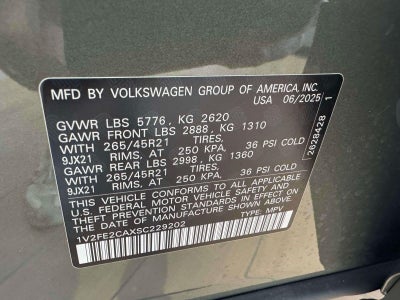 MFD BY VOLKSWAGEN GROUP OF AMERICA, INC.
USA 06/2025
GVWR LBS 5776, KG 2620
GAWR FRONT LBS 2888, KG 1310
WITH 265/45R21 TIRES, 36 PSI COLD
9JX21 RIMS, AT 250 KPA.
GAWR REAR LBS 2998, KG 1360
WITH 265/45R21 TIRES, 36 PSI COLD
9JX21 RIMS, AT 250 KPA.
THIS VEHICLE CONFORMS TO ALL APPLICABLE
FEDERAL MOTOR VEHICLE SAFETY AND
THEFT PREVENTION STANDARDS IN EFFECT ON
THE DATE OF MANUFACTURE SHOWN ABOVE.
1V2FE2CAXSC229202 TYPE: MPV
2628428 1